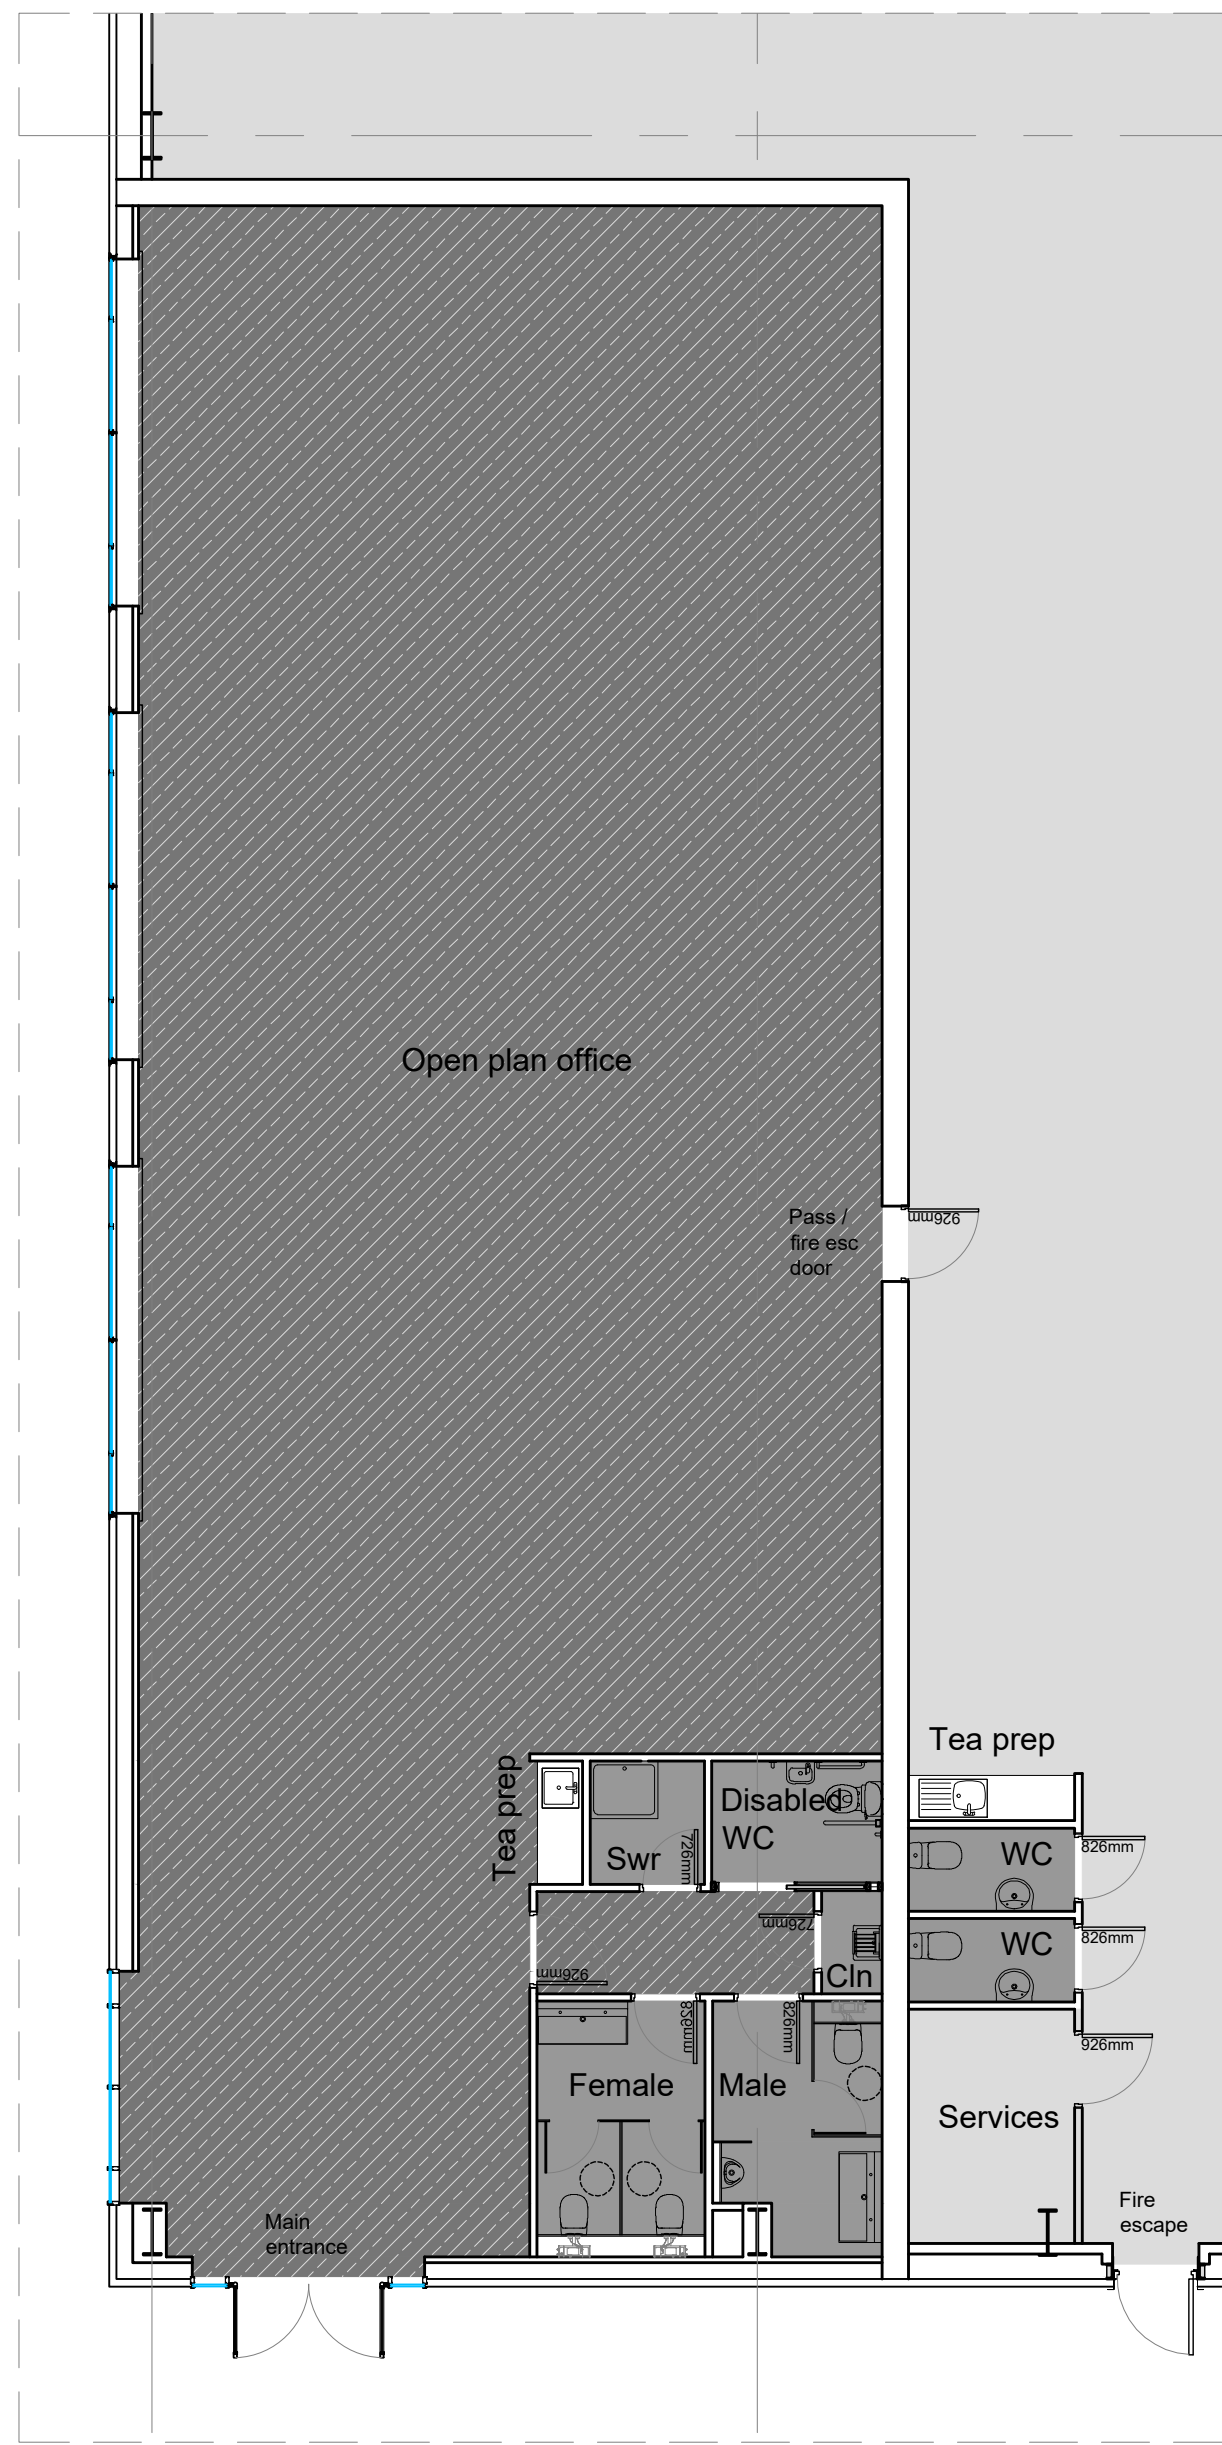 Open plan office
Pass /
fire esc
door
926mm
Tea prep
Tea prep
Swr
726mm
Disabled
WC
WC
826mm
WC
826mm
726mm
Cln
926mm
Female
826mm
Male
826mm
Services
926mm
Main
entrance
Fire
escape